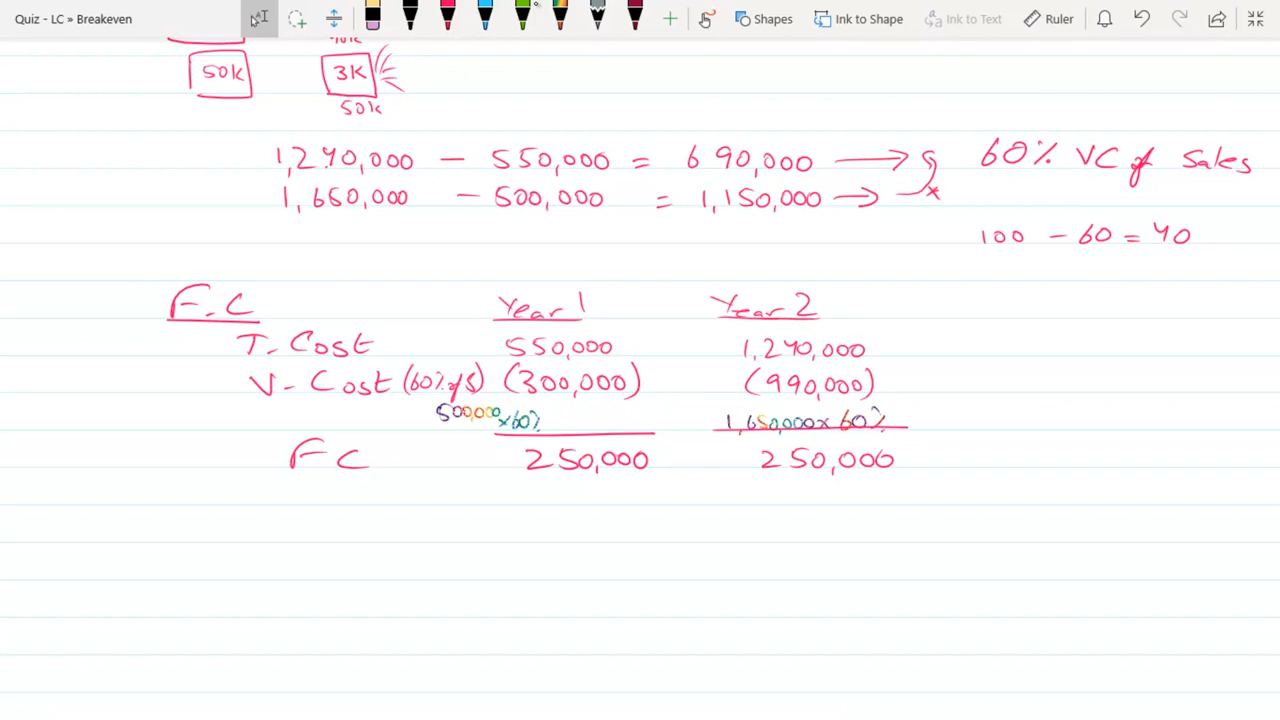 Quiz - LC » Breakeven Shapes Ink to Shape Ink to Text Ruler
50K 3K
50K
1,240,000 - 550,000 = 690,000 → 60% VC of Sales
1,650,000 - 500,000 = 1,150,000 →
100 - 60 = 40
F.C Year 1 Year 2
T- Cost 550,000 1,240,000
V- Cost (60% of S) (300,000) (990,000)
500,000 x 60% 1,650,000 x 60%
FC 250,000 250,000